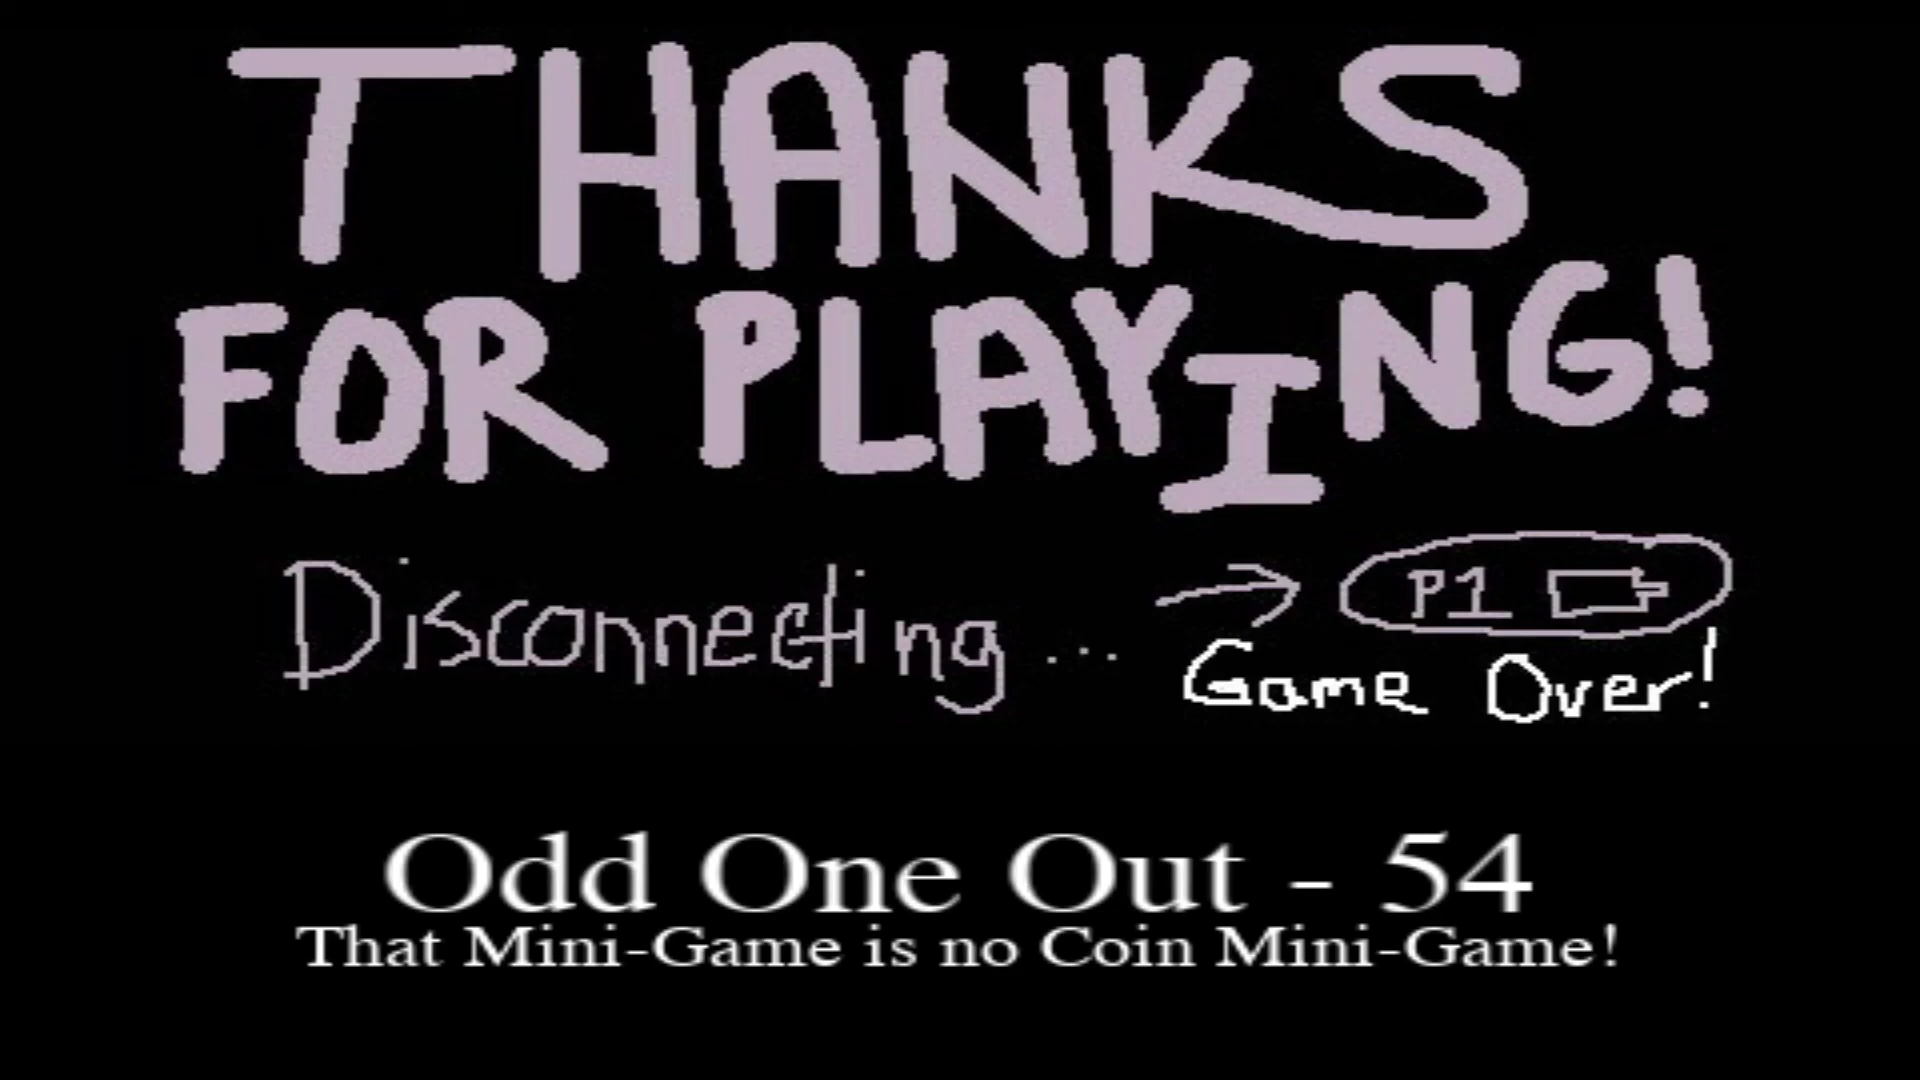 THANKS
FOR PLAYING!
Disconnecting ... → P1
Game Over!
Odd One Out - 54
That Mini-Game is no Coin Mini-Game!